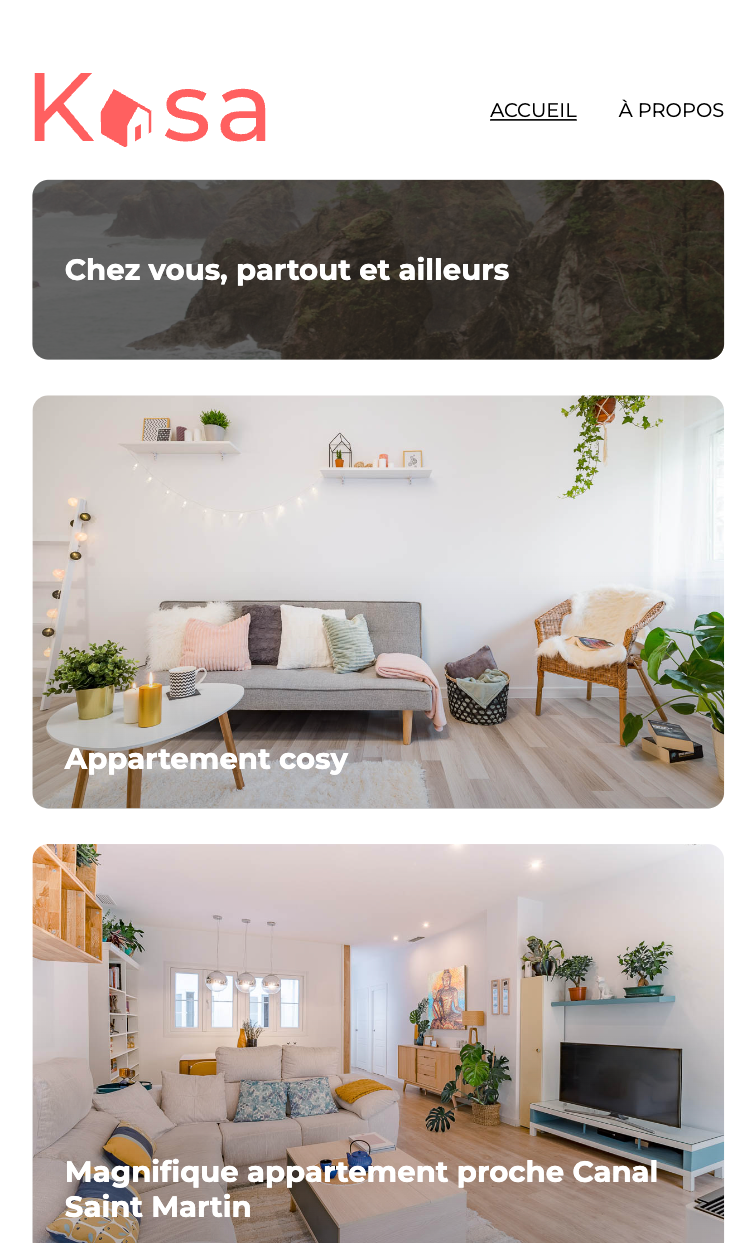 Kasa
ACCUEIL
À PROPOS
Chez vous, partout et ailleurs
Appartement cosy
Magnifique appartement proche Canal
Saint Martin